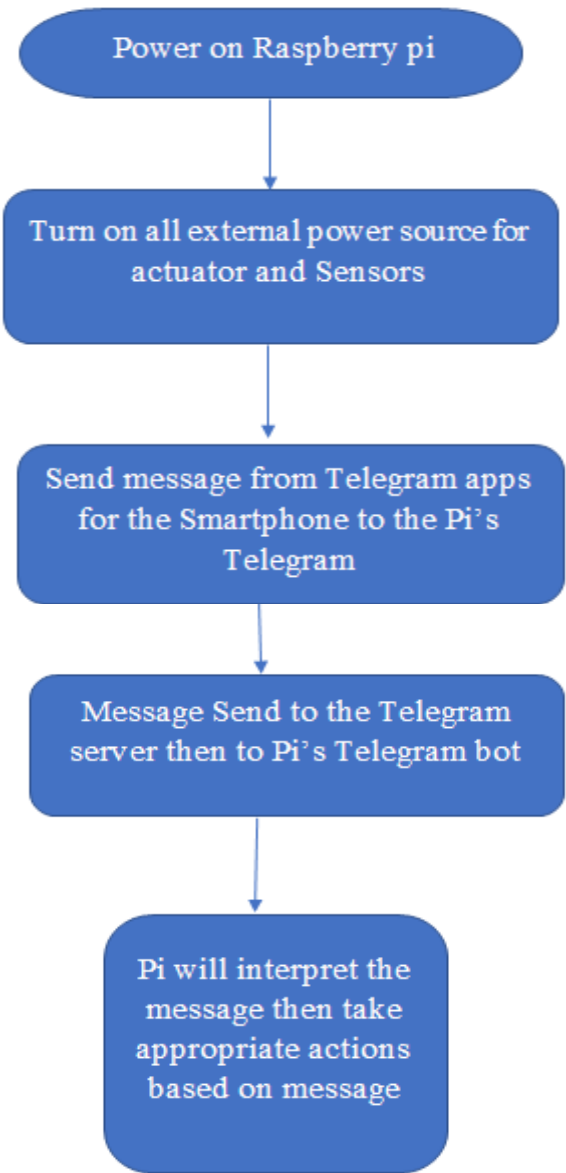 Power on Raspberry pi
Turn on all external power source for
actuator and Sensors
Send message from Telegram apps
for the Smartphone to the Pi’s
Telegram
Message Send to the Telegram
server then to Pi’s Telegram bot
Pi will interpret the
message then take
appropriate actions
based on message